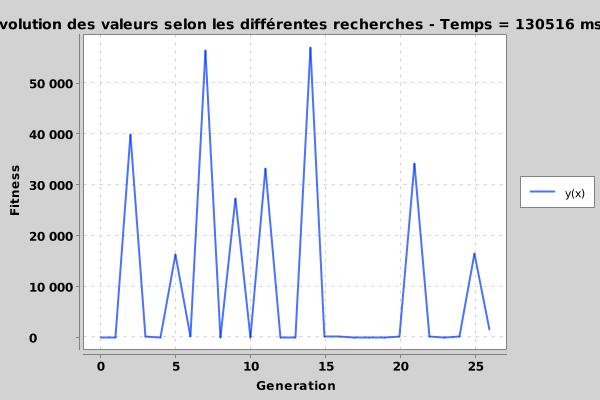 volution des valeurs selon les différentes recherches - Temps = 130516 ms
50 000
40 000
30 000
20 000
10 000
0
Fitness
0 5 10 15 20 25
Generation
y(x)